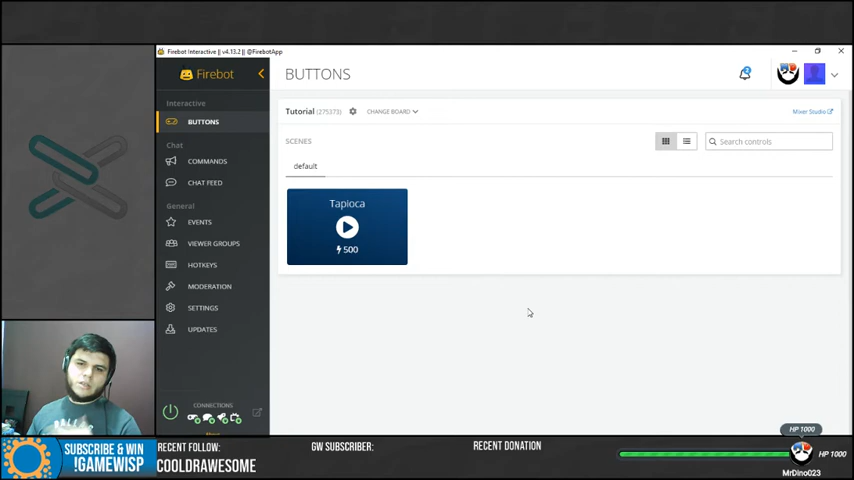 Firebot Interactive || v4.13.2 || @FirebotApp
Firebot
BUTTONS
2
Interactive
BUTTONS
Chat
COMMANDS
CHAT FEED
General
EVENTS
VIEWER GROUPS
HOTKEYS
MODERATION
SETTINGS
UPDATES
CONNECTIONS
Tutorial (275373)
CHANGE BOARD
Mixer Studio
SCENES
Search controls
default
Tapioca
500
SUBSCRIBE & WIN
!GAMEWISP
RECENT FOLLOW:
COOLDRAWESOME
GW SUBSCRIBER:
RECENT DONATION
HP 1000
HP 1000
MrDino023